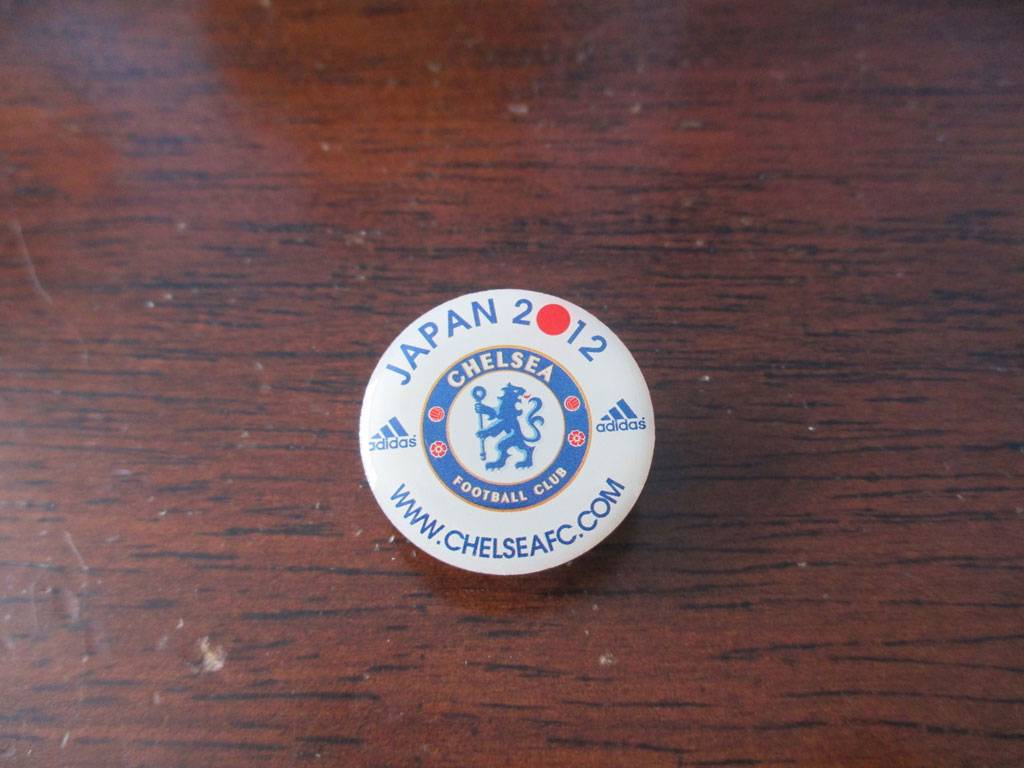 JAPAN 2012
CHELSEA
adidas adidas
FOOTBALL CLUB
WWW.CHELSEAFC.COM